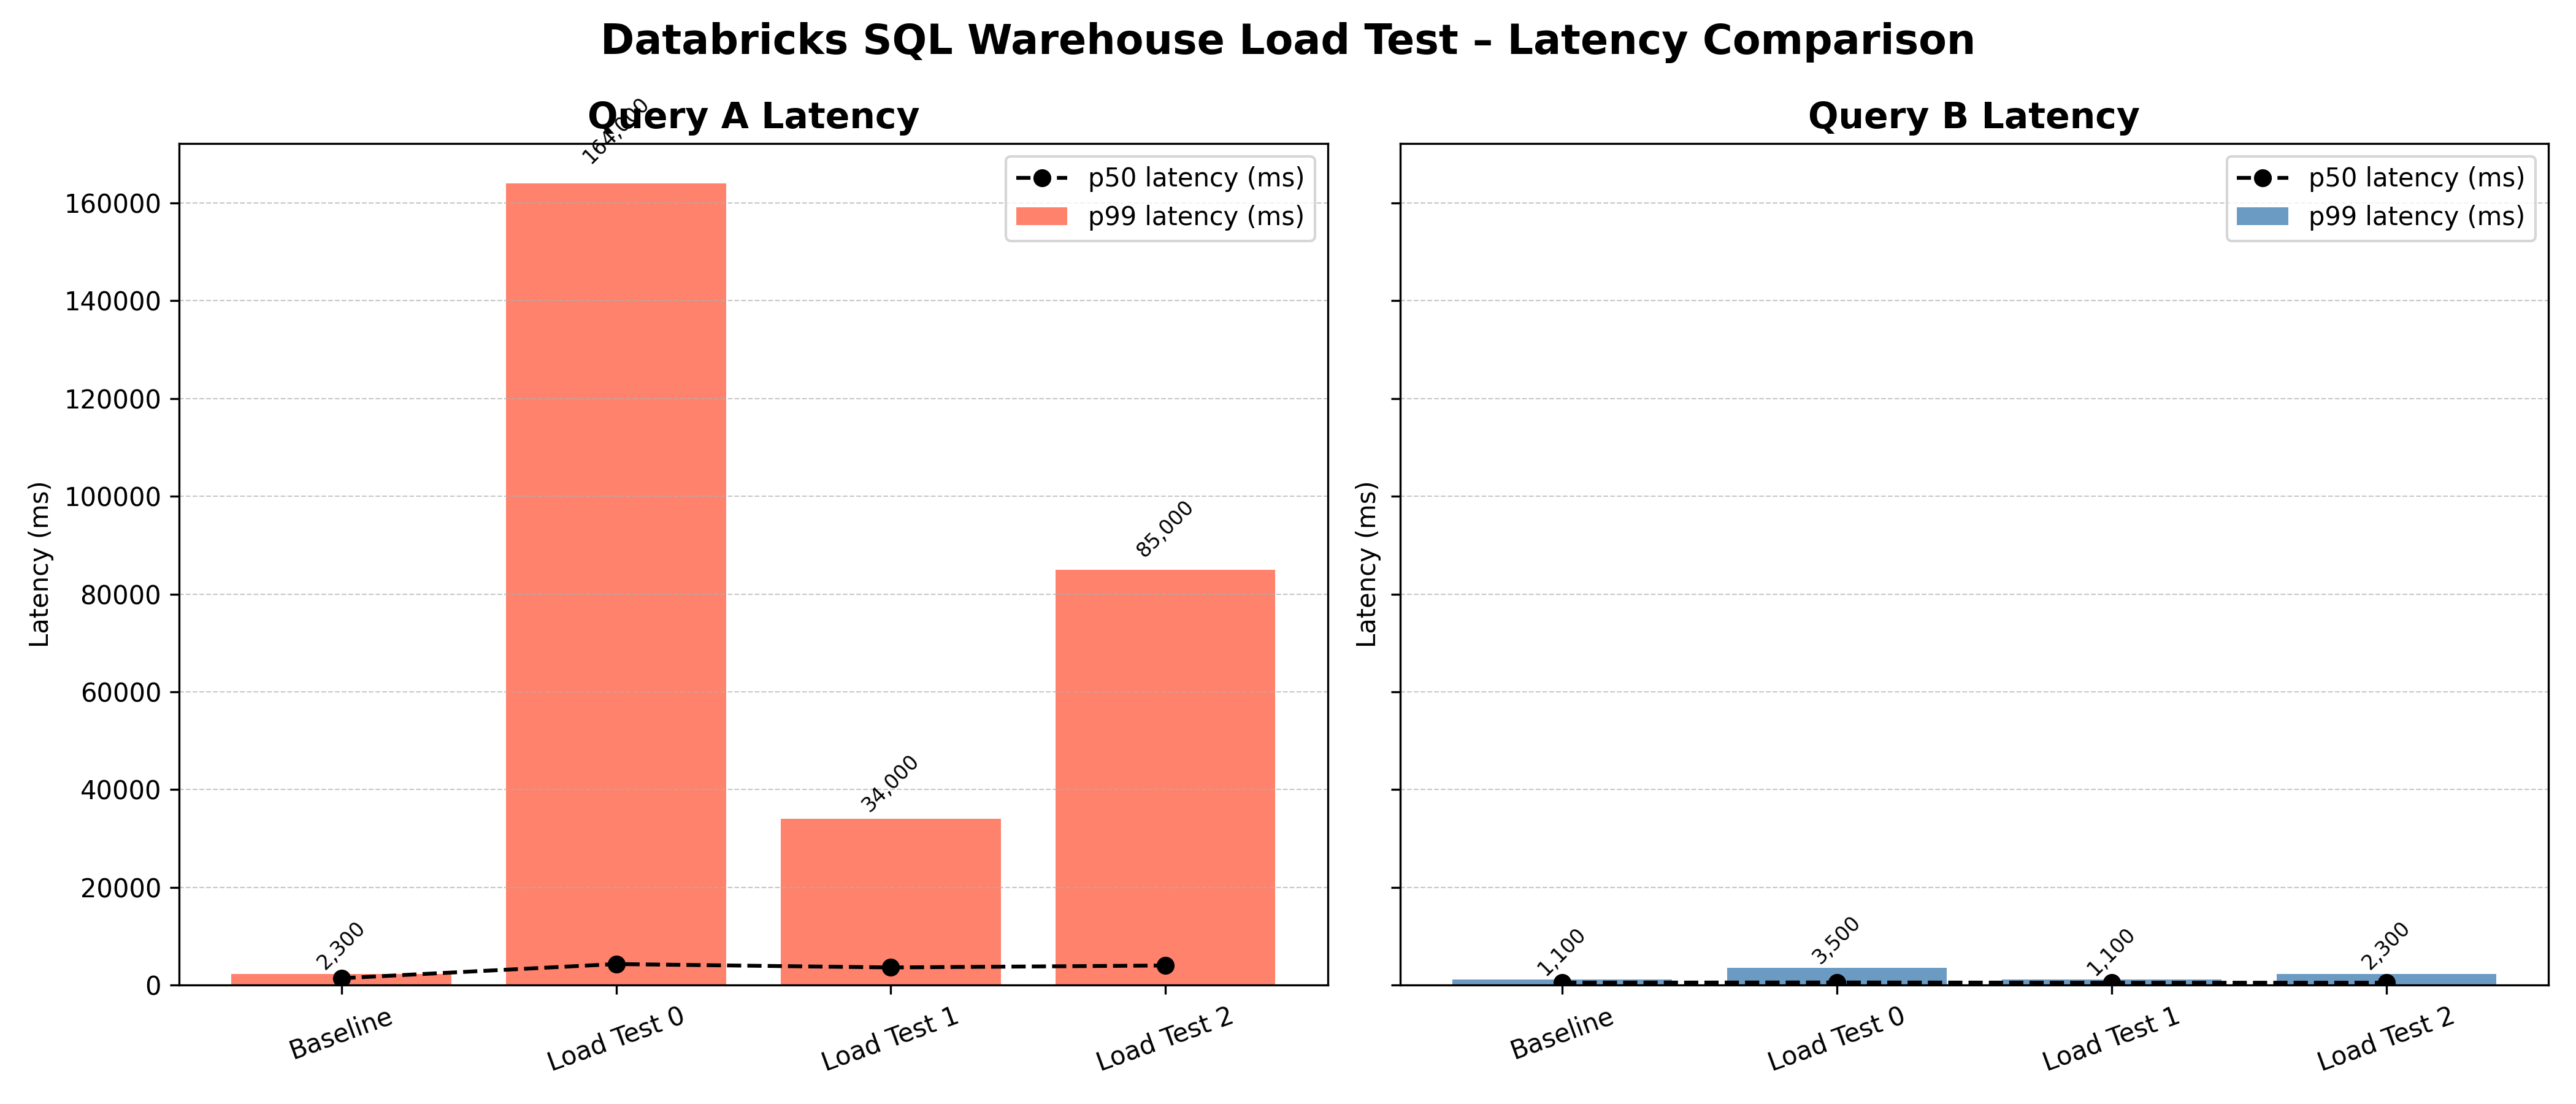 Databricks SQL Warehouse Load Test – Latency Comparison
Query A Latency
164,000
p50 latency (ms)
p99 latency (ms)
160000
140000
120000
100000
80000
60000
40000
20000
0
Latency (ms)
2,300
34,000
85,000
Baseline
Load Test 0
Load Test 1
Load Test 2
Query B Latency
p50 latency (ms)
p99 latency (ms)
Latency (ms)
1,100
3,500
1,100
2,300
Baseline
Load Test 0
Load Test 1
Load Test 2